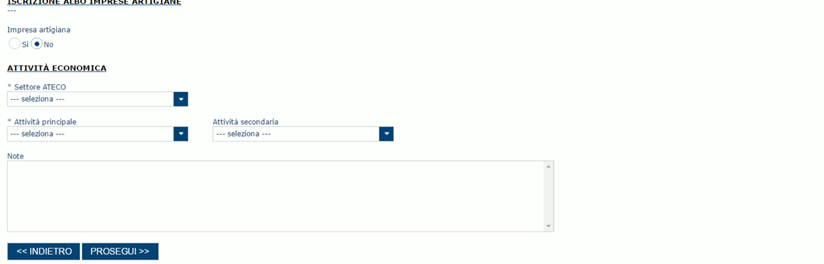 ISCRIZIONE ALBO IMPRESE ARTIGIANE
---
Impresa artigiana
Si No
ATTIVITÀ ECONOMICA
* Settore ATECO
--- seleziona ---
* Attività principale Attività secondaria
--- seleziona --- --- seleziona ---
Note
<< INDIETRO PROSEGUI >>